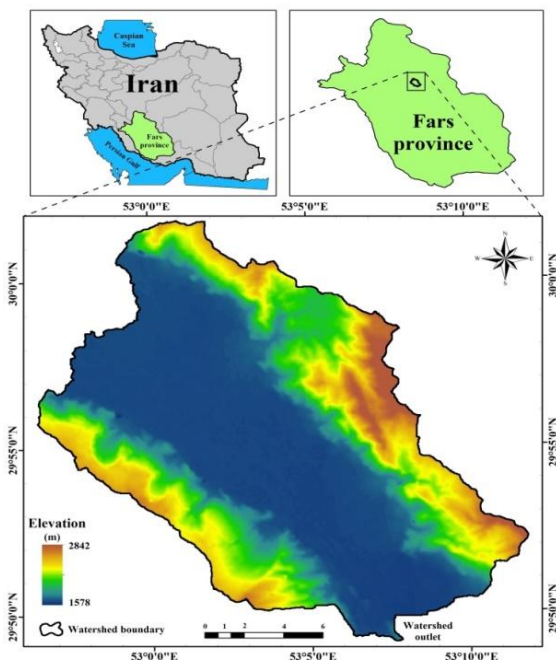 Caspian
Sea
Iran
Fars
province
Persian Gulf
Fars
province
53°0'0"E
53°5'0"E
53°10'0"E
N
W
E
S
30°0'0"N
30°0'0"N
29°55'0"N
29°55'0"N
29°50'0"N
29°50'0"N
Elevation
(m)
2842
1578
Watershed boundary
Watershed
outlet
0
1
2
4
6
53°0'0"E
53°5'0"E
53°10'0"E